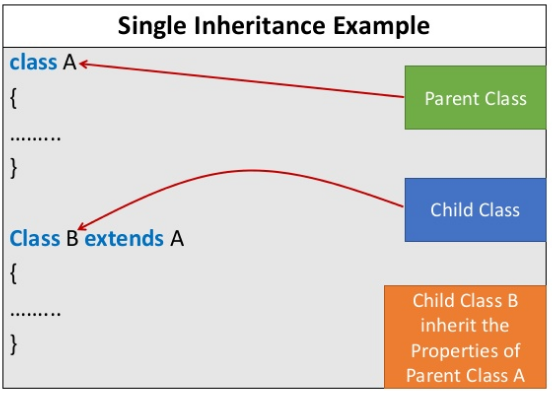 Single Inheritance Example
class A
{
Parent Class
.........
}
Child Class
Class B extends A
{
.........
}
Child Class B
inherit the
Properties of
Parent Class A